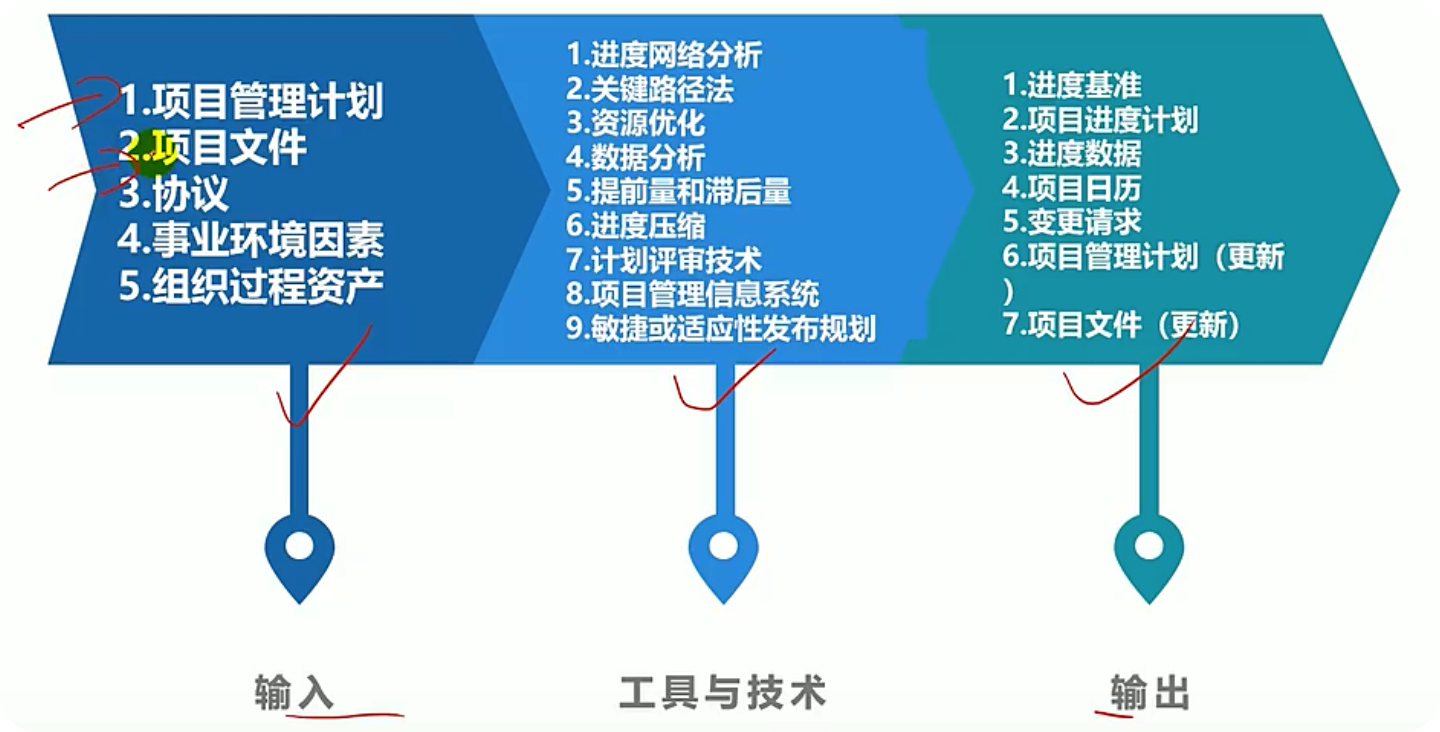 1.项目管理计划
2.项目文件
3.协议
4.事业环境因素
5.组织过程资产
1.进度网络分析
2.关键路径法
3.资源优化
4.数据分析
5.提前量和滞后量
6.进度压缩
7.计划评审技术
8.项目管理信息系统
9.敏捷或适应性发布规划
1.进度基准
2.项目进度计划
3.进度数据
4.项目日历
5.变更请求
6.项目管理计划（更新
）
7.项目文件（更新）
输入
工具与技术
输出